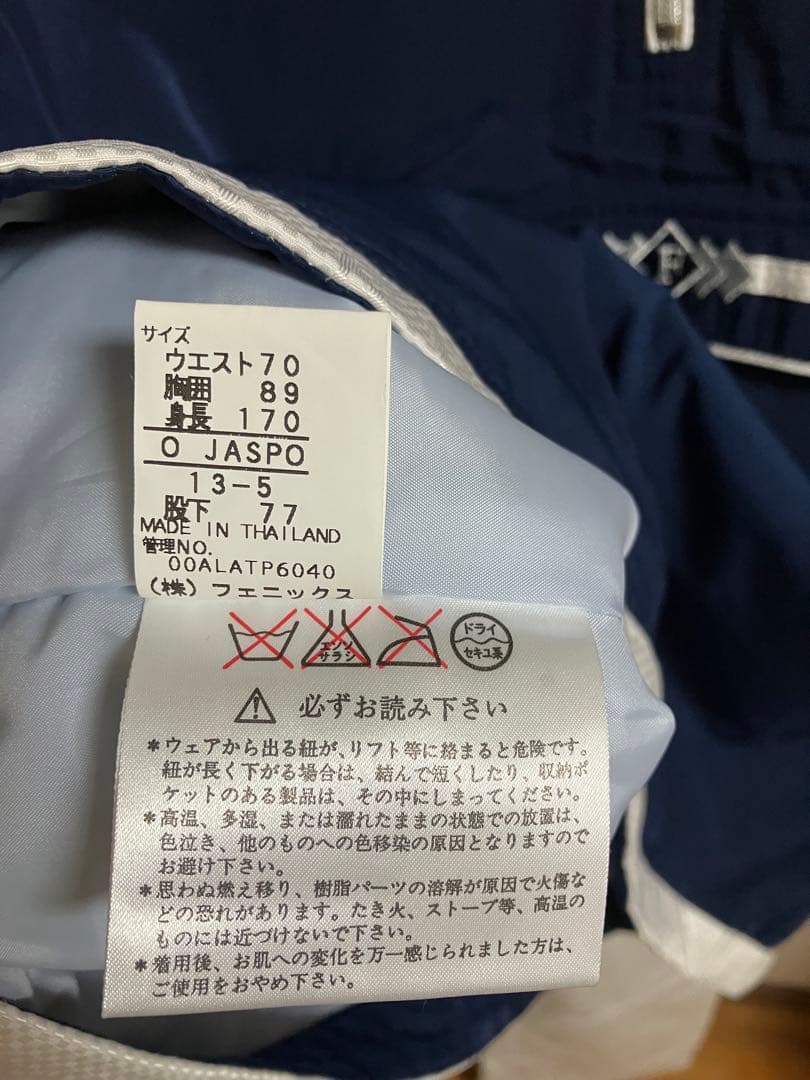 サイズ
ウエスト70
胸囲 89
身長 170
O JASPO
13-5
股下 77
MADE IN THAILAND
管理NO.
00ALATP6040
(株)フェニックス
エンソ
サラシ
ドライ
セキユ系
必ずお読み下さい
*ウェアから出る紐が、リフト等に絡まると危険です。
紐が長く下がる場合は、結んで短くしたり、収納ポ
ケットのある製品は、その中にしまってください。
*高温、多湿、または濡れたままの状態での放置は、
色泣き、他のものへの色移染の原因となりますので
お避け下さい。
*思わぬ燃え移り、樹脂パーツの溶解が原因で火傷な
どの恐れがあります。たき火、ストーブ等、高温の
ものには近づけないで下さい。
*着用後、お肌への変化を万一感じられました方は、
ご使用をおやめ下さい。